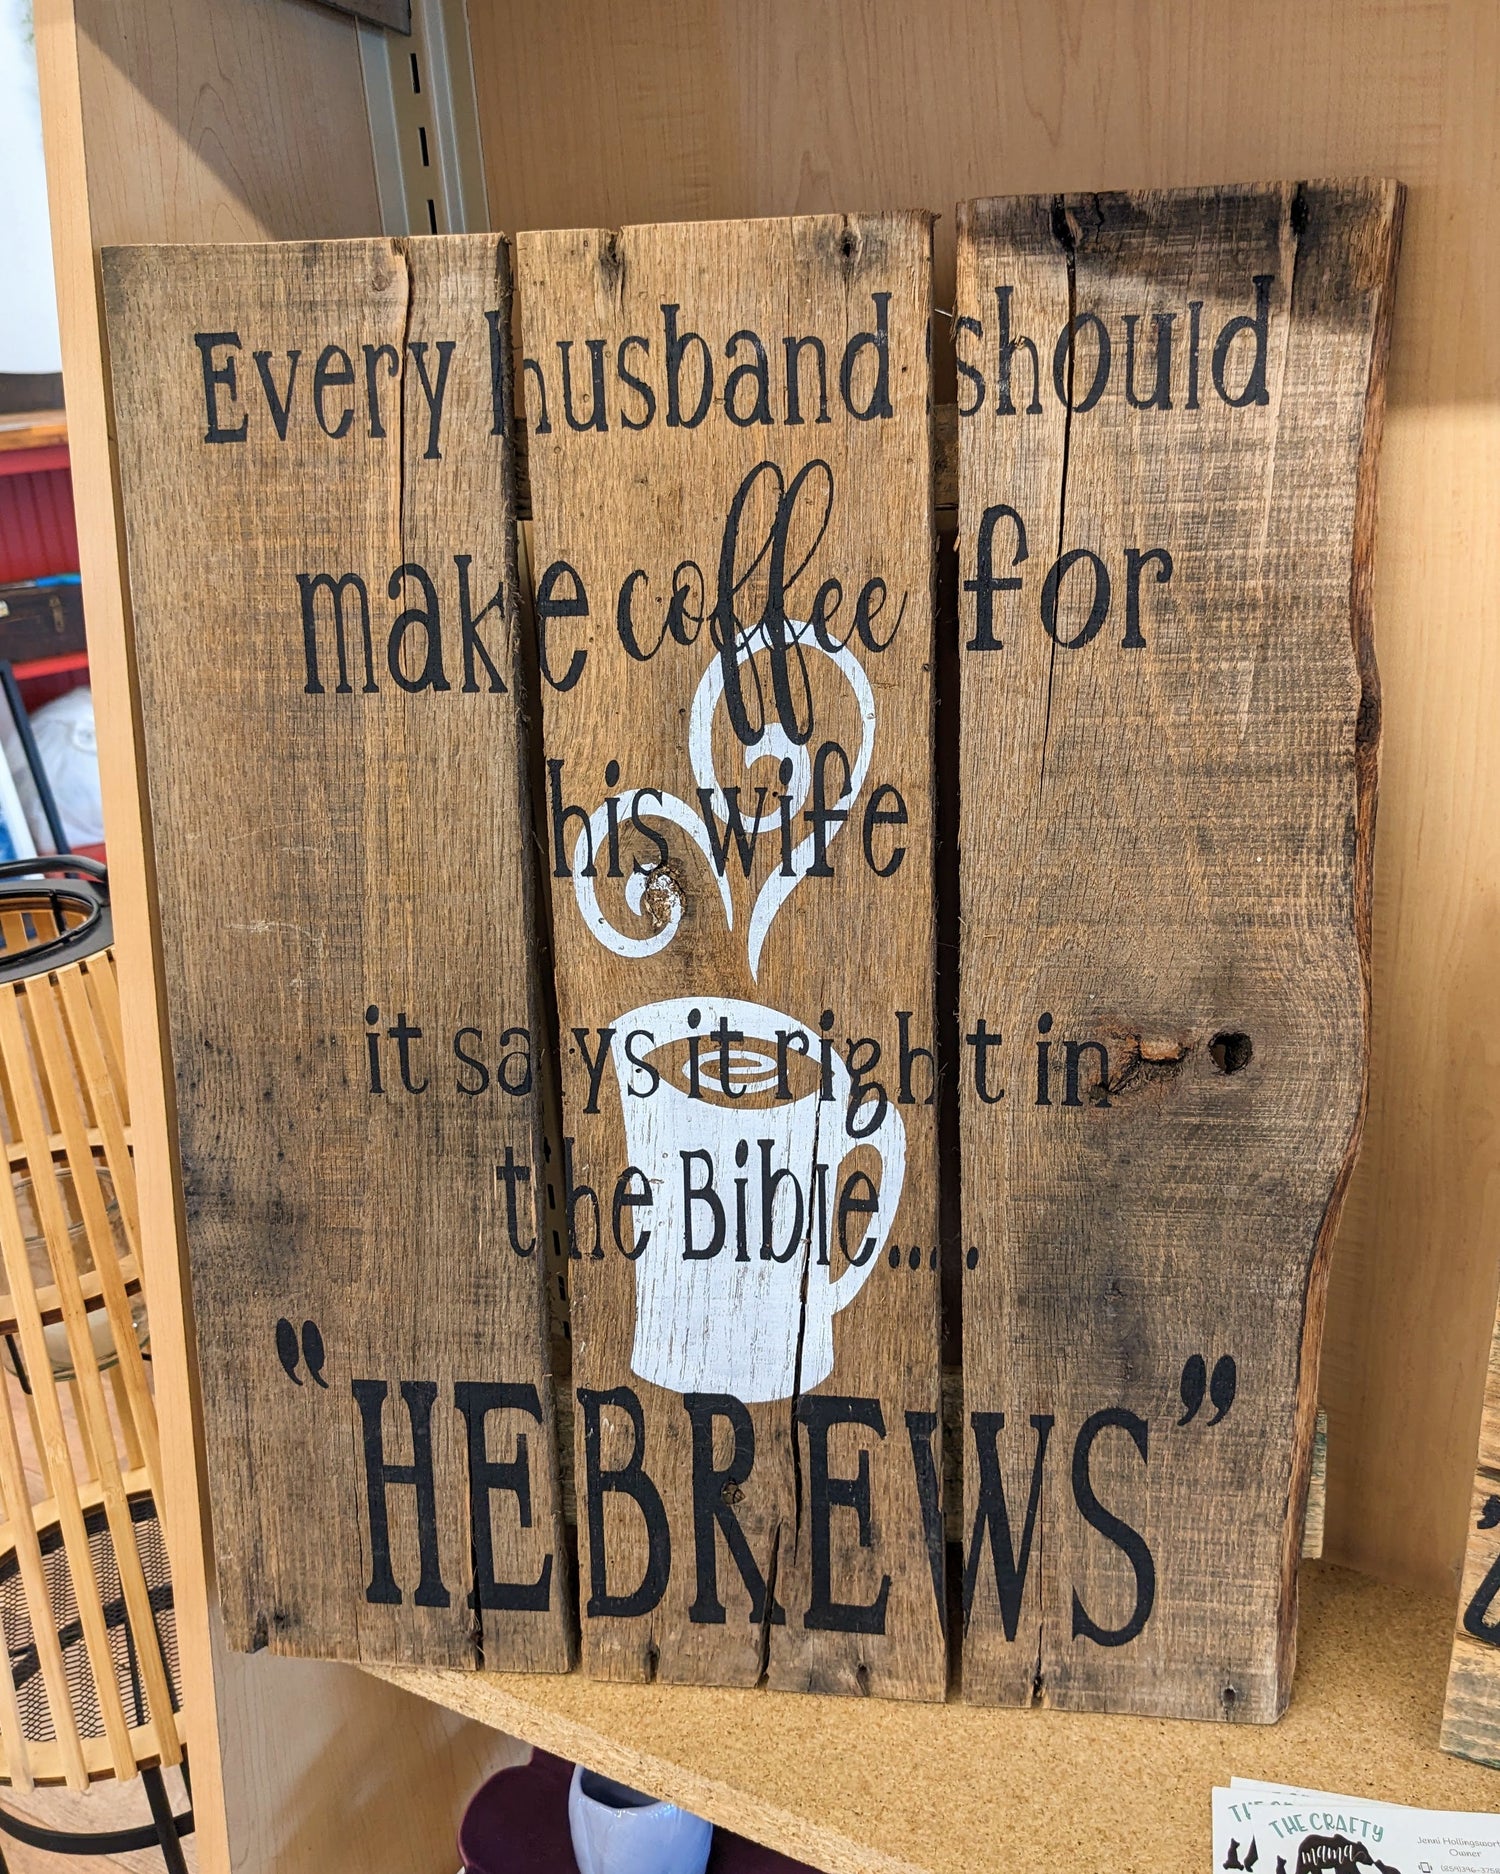 Every husband should
make coffee for
his wife
it says it right in
the Bible....
"HEBREWS"
THE CRAFTY
mama
Owner